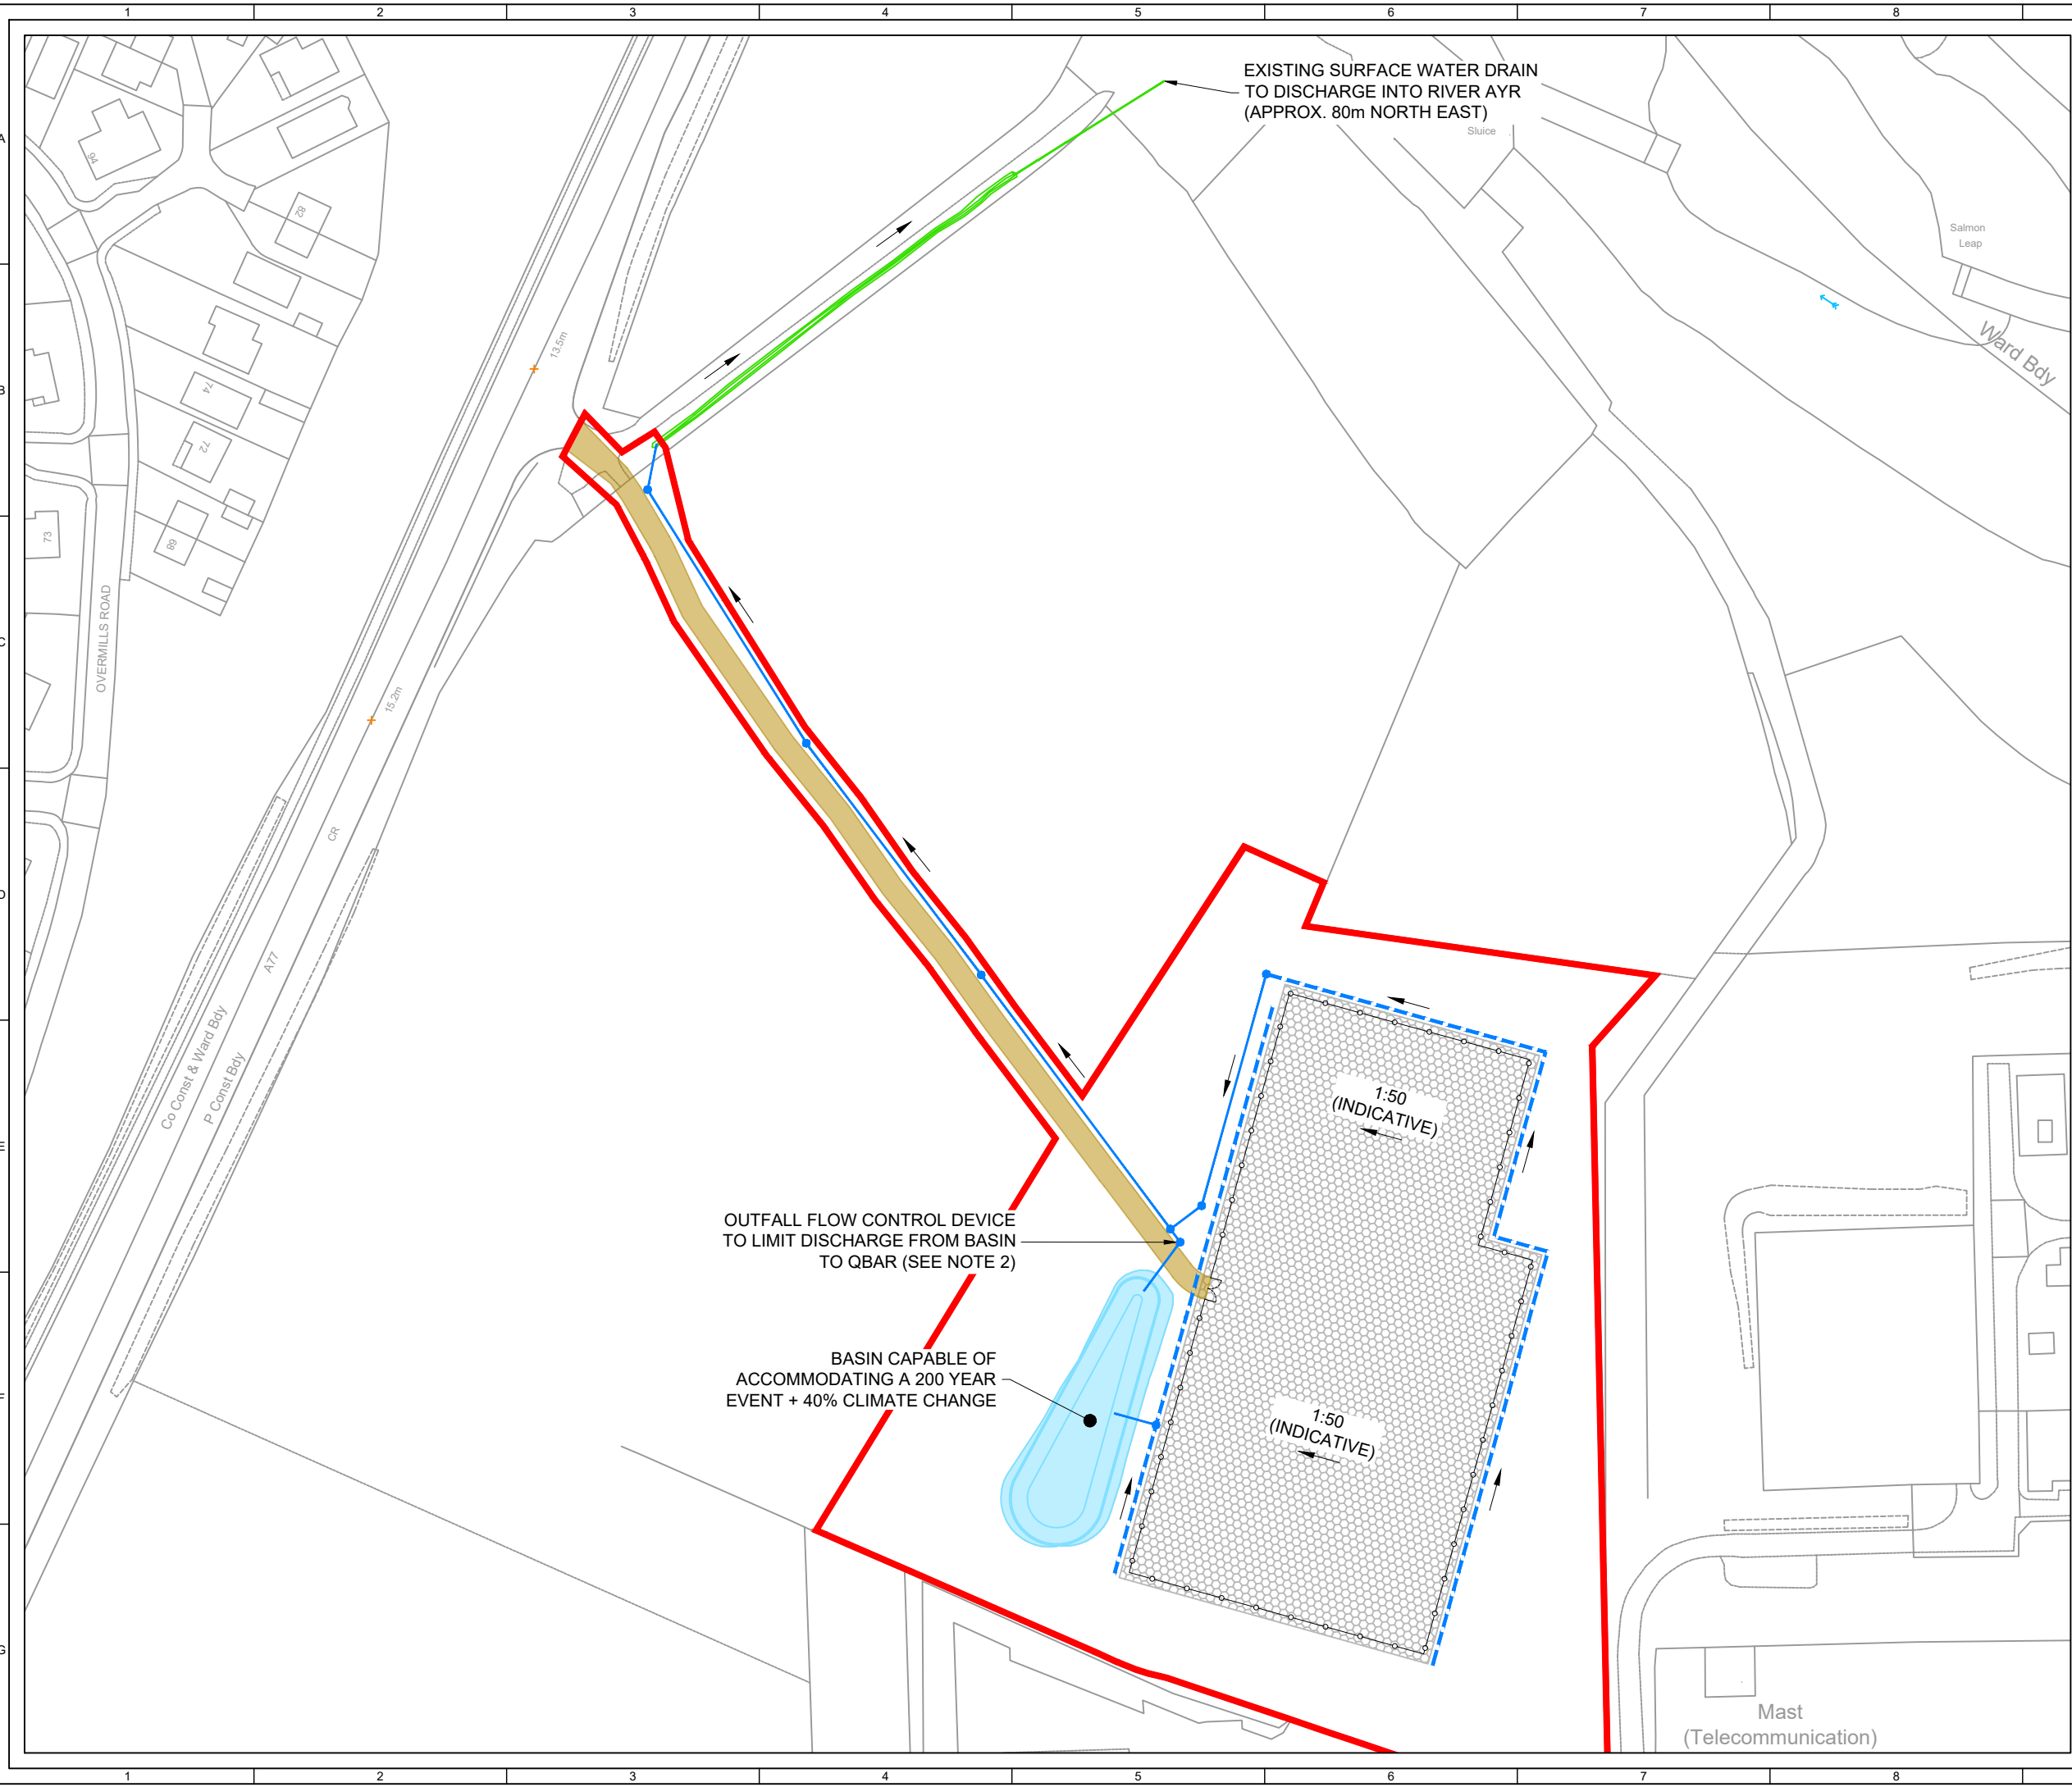 1 2 3 4 5 6 7 8
A
B
C
D
E
F
G
EXISTING SURFACE WATER DRAIN
TO DISCHARGE INTO RIVER AYR
(APPROX. 80m NORTH EAST)
Sluice
Salmon
Leap
Ward Bdy
94
82
74
72
68
73
OVERMILLS ROAD
13.5m
15.2m
CR
A77
Co Const & Ward Bdy
P Const Bdy
1:50
(INDICATIVE)
OUTFALL FLOW CONTROL DEVICE
TO LIMIT DISCHARGE FROM BASIN
TO QBAR (SEE NOTE 2)
BASIN CAPABLE OF
ACCOMMODATING A 200 YEAR
EVENT + 40% CLIMATE CHANGE
1:50
(INDICATIVE)
Mast
(Telecommunication)
1 2 3 4 5 6 7 8